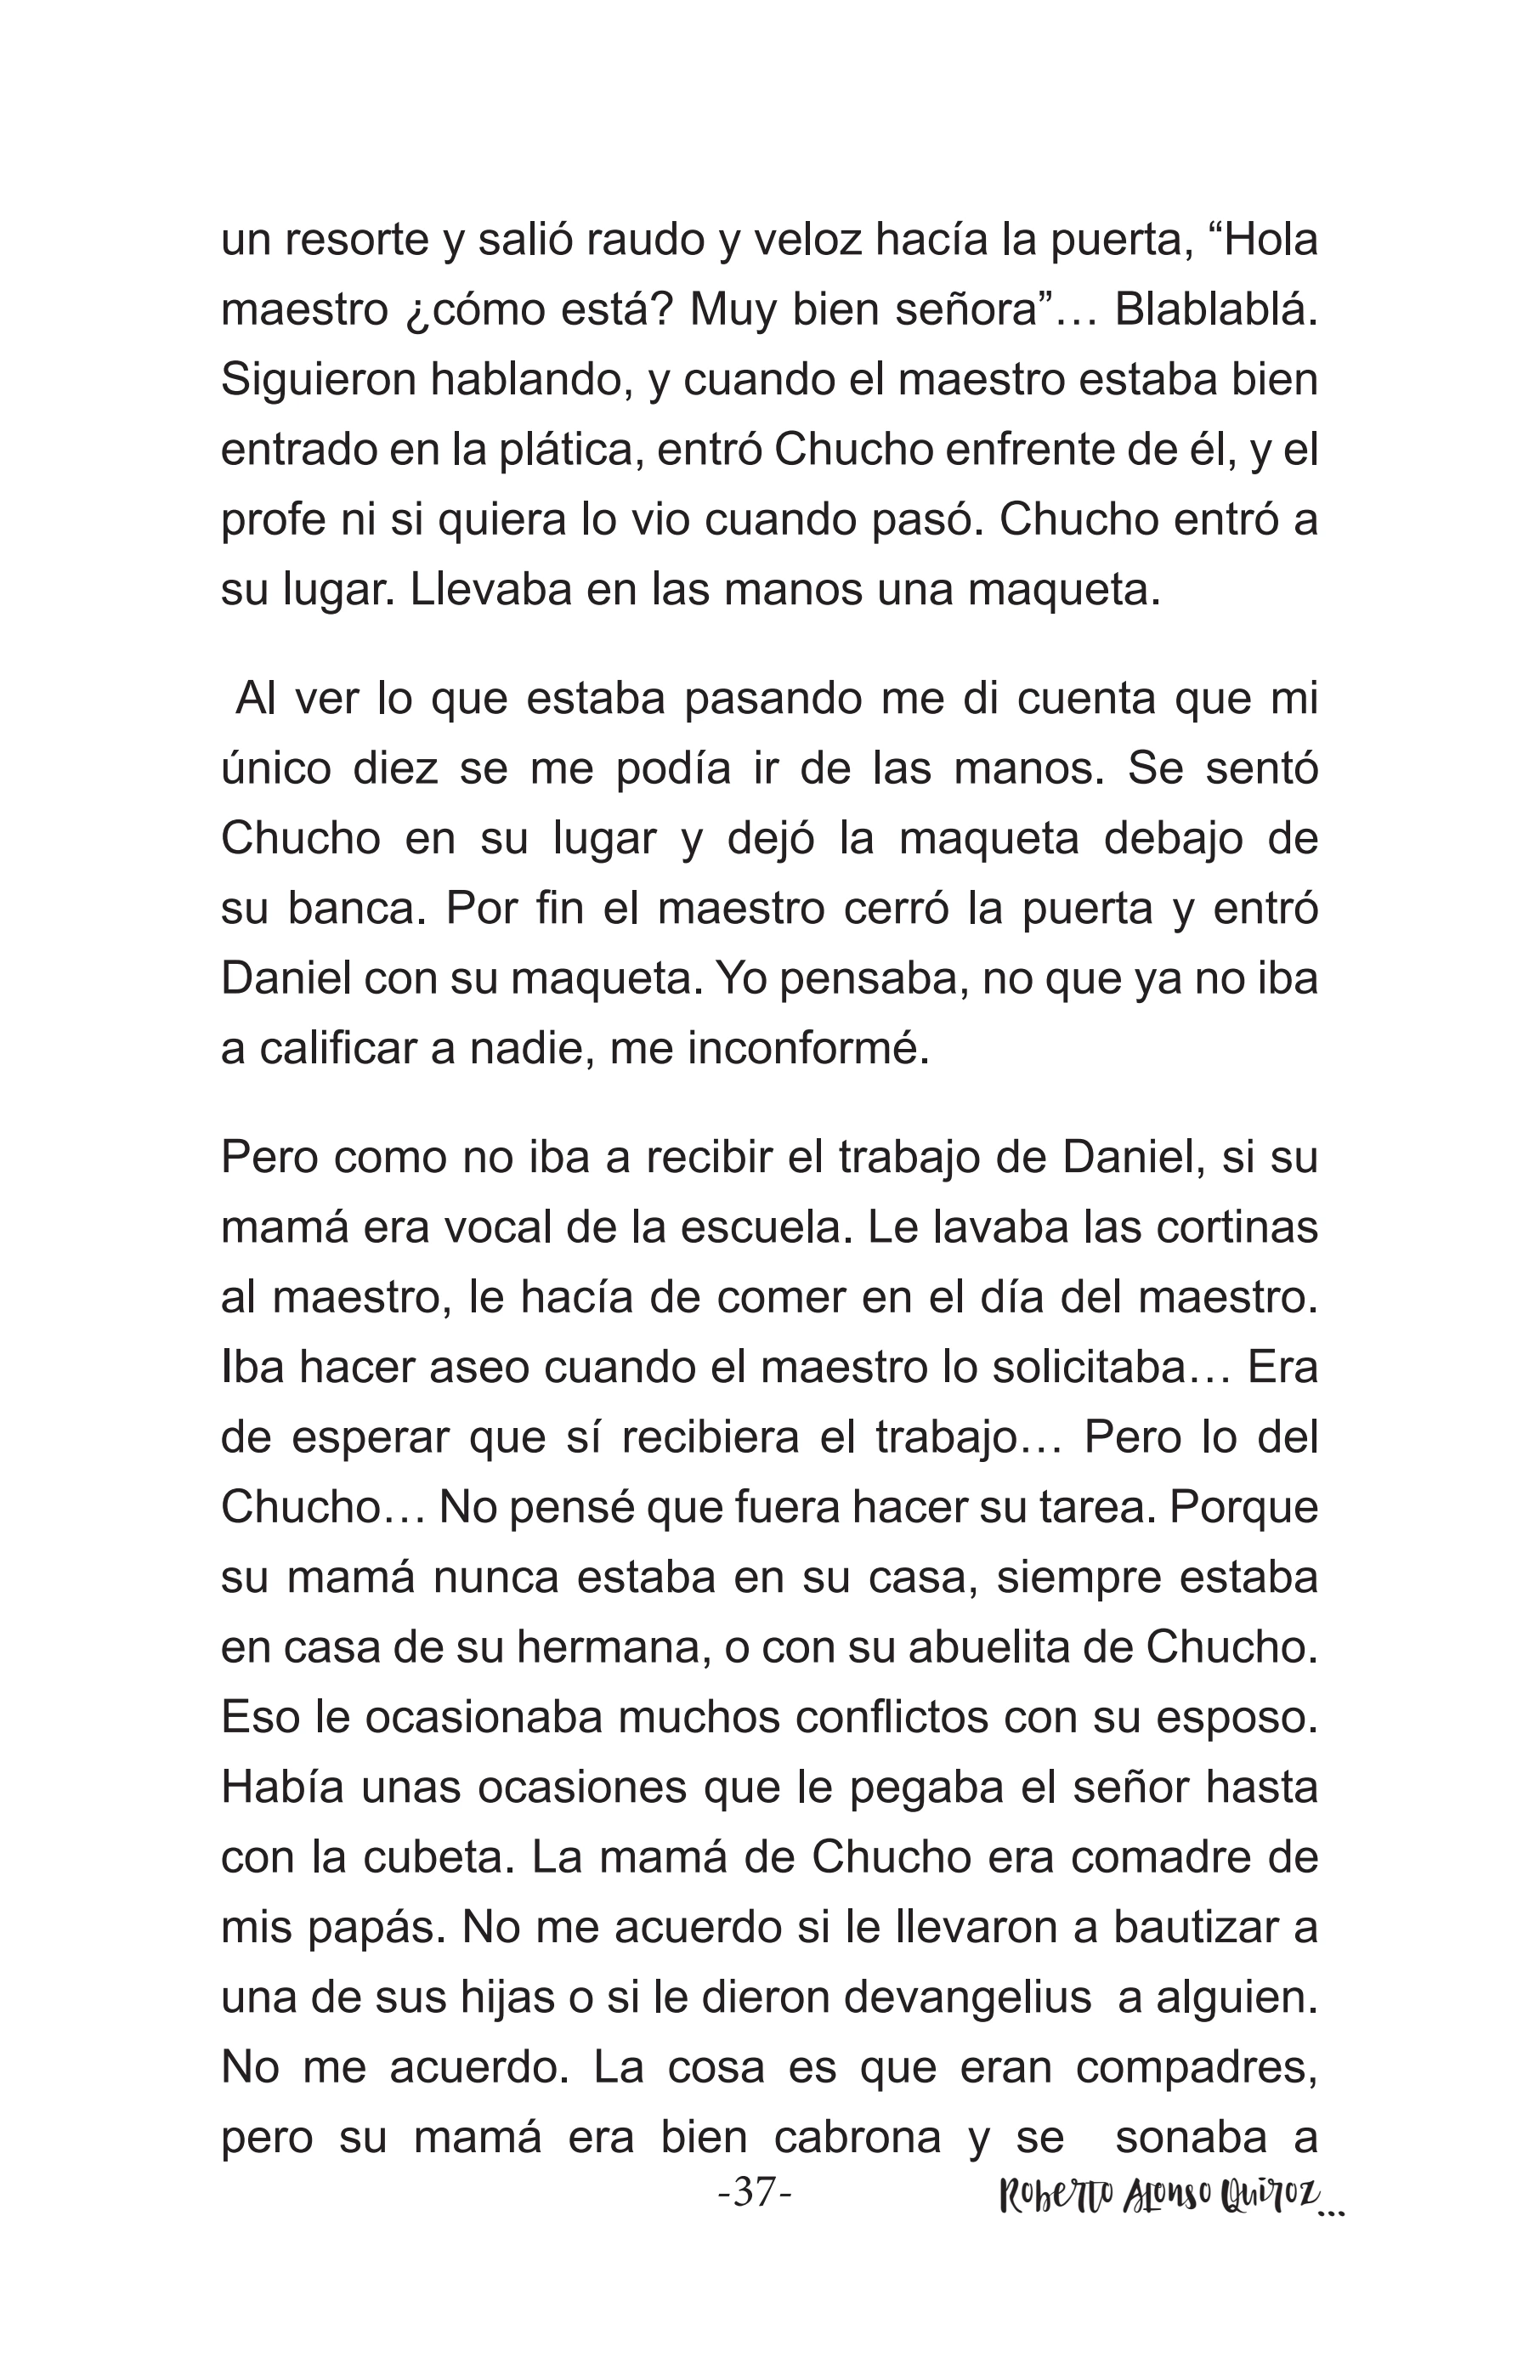 un resorte y salió raudo y veloz hacía la puerta, “Hola
maestro ¿cómo está? Muy bien señora”… Blablablá.
Siguieron hablando, y cuando el maestro estaba bien
entrado en la plática, entró Chucho enfrente de él, y el
profe ni si quiera lo vio cuando pasó. Chucho entró a
su lugar. Llevaba en las manos una maqueta.
Al ver lo que estaba pasando me di cuenta que mi
único diez se me podía ir de las manos. Se sentó
Chucho en su lugar y dejó la maqueta debajo de
su banca. Por fin el maestro cerró la puerta y entró
Daniel con su maqueta. Yo pensaba, no que ya no iba
a calificar a nadie, me inconformé.
Pero como no iba a recibir el trabajo de Daniel, si su
mamá era vocal de la escuela. Le lavaba las cortinas
al maestro, le hacía de comer en el día del maestro.
Iba hacer aseo cuando el maestro lo solicitaba… Era
de esperar que sí recibiera el trabajo… Pero lo del
Chucho… No pensé que fuera hacer su tarea. Porque
su mamá nunca estaba en su casa, siempre estaba
en casa de su hermana, o con su abuelita de Chucho.
Eso le ocasionaba muchos conflictos con su esposo.
Había unas ocasiones que le pegaba el señor hasta
con la cubeta. La mamá de Chucho era comadre de
mis papás. No me acuerdo si le llevaron a bautizar a
una de sus hijas o si le dieron devangelius a alguien.
No me acuerdo. La cosa es que eran compadres,
pero su mamá era bien cabrona y se sonaba a
-37- Roberto Alonso Quiroz...